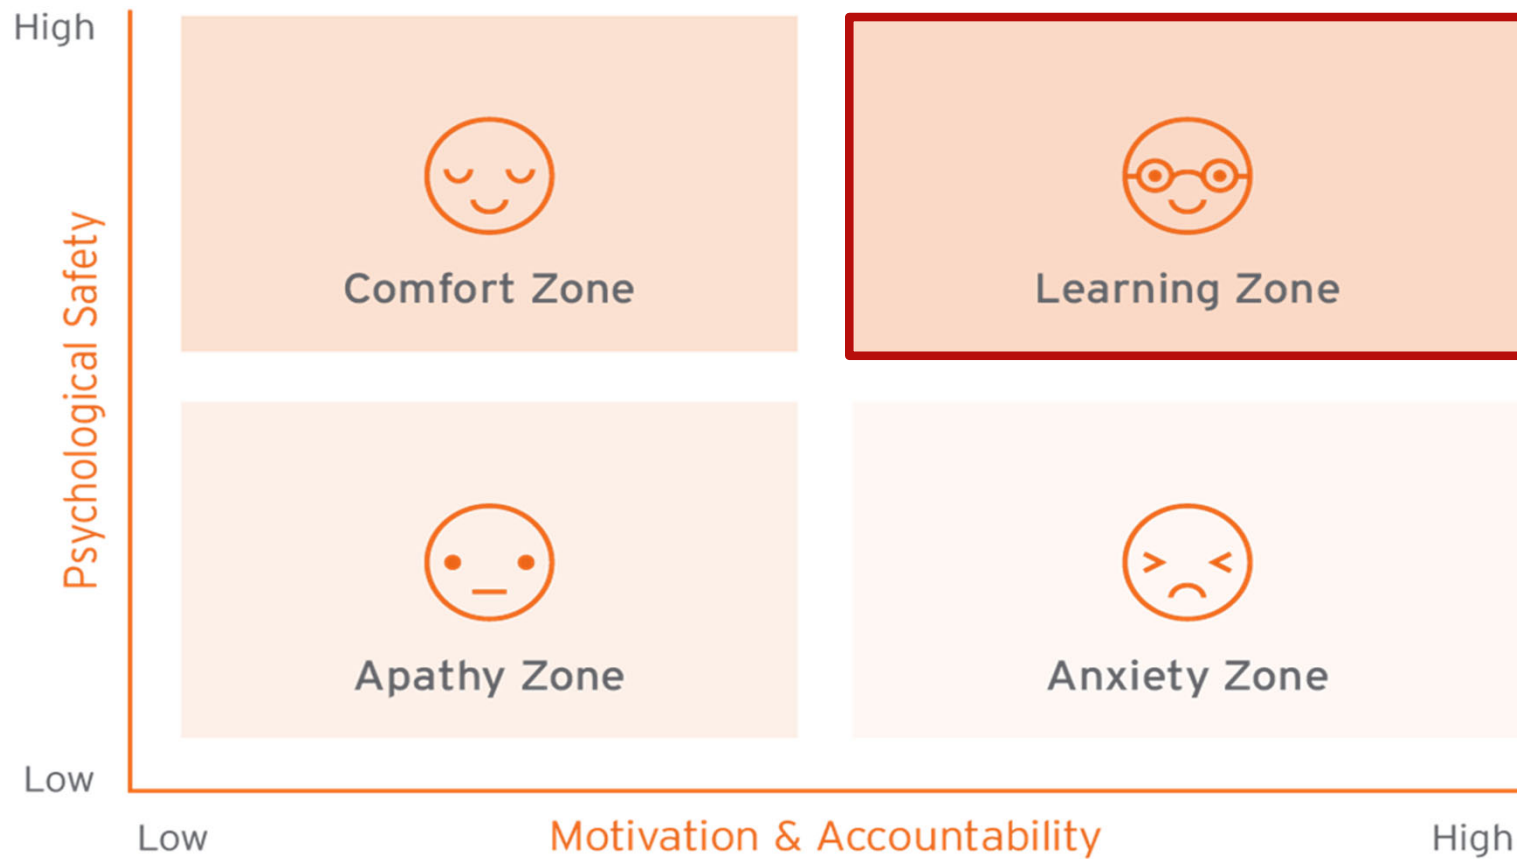 High
Comfort Zone
Learning Zone
Psychological Safety
Apathy Zone
Anxiety Zone
Low
Low
Motivation & Accountability
High